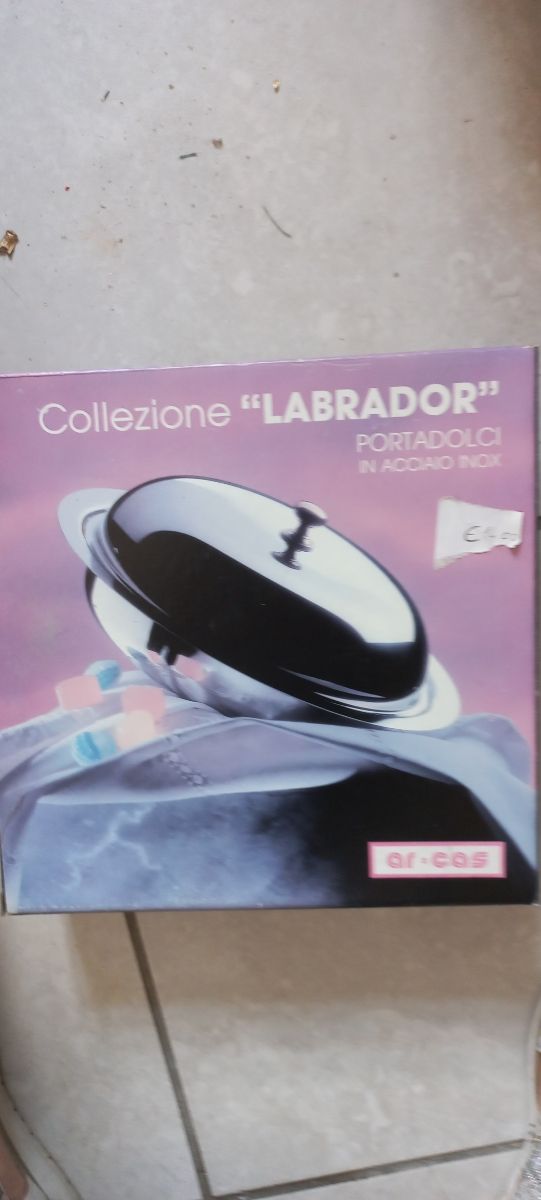 Collezione "LABRADOR"
PORTADOLCI
IN ACCIAIO INOX
ar·cas